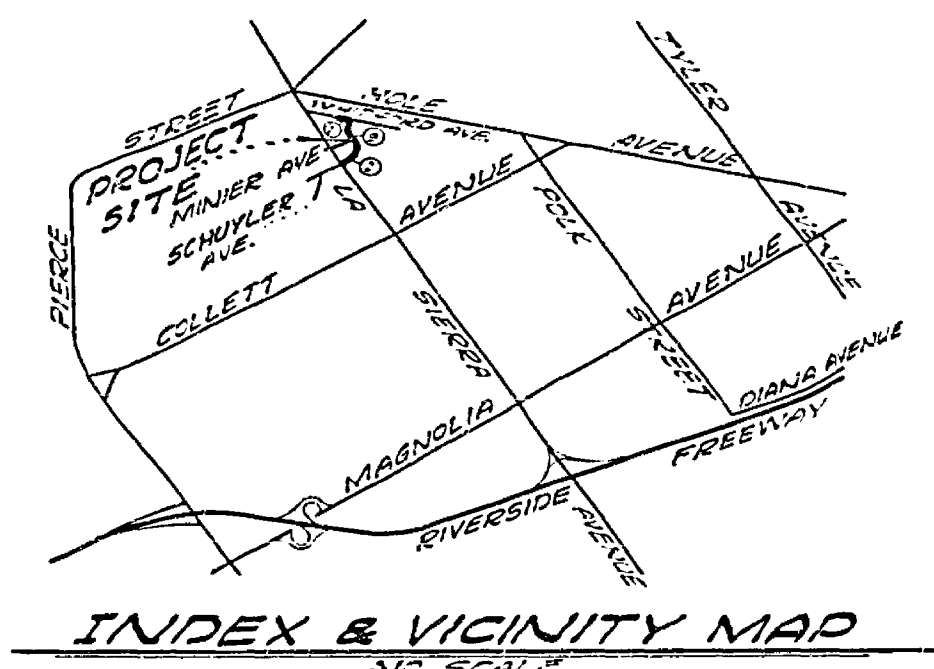 TYLER AVENUE
HOLE AVENUE
AVE.
PIERCE STREET
PROJECT
SITE
MINIER AVE
SCHUYLER
AVE.
LA SIERRA AVENUE
COLLETT AVENUE
POLK STREET
MAGNOLIA AVENUE
DIANA AVENUE
RIVERSIDE FREEWAY
INDEX & VICINITY MAP
NO SCALE